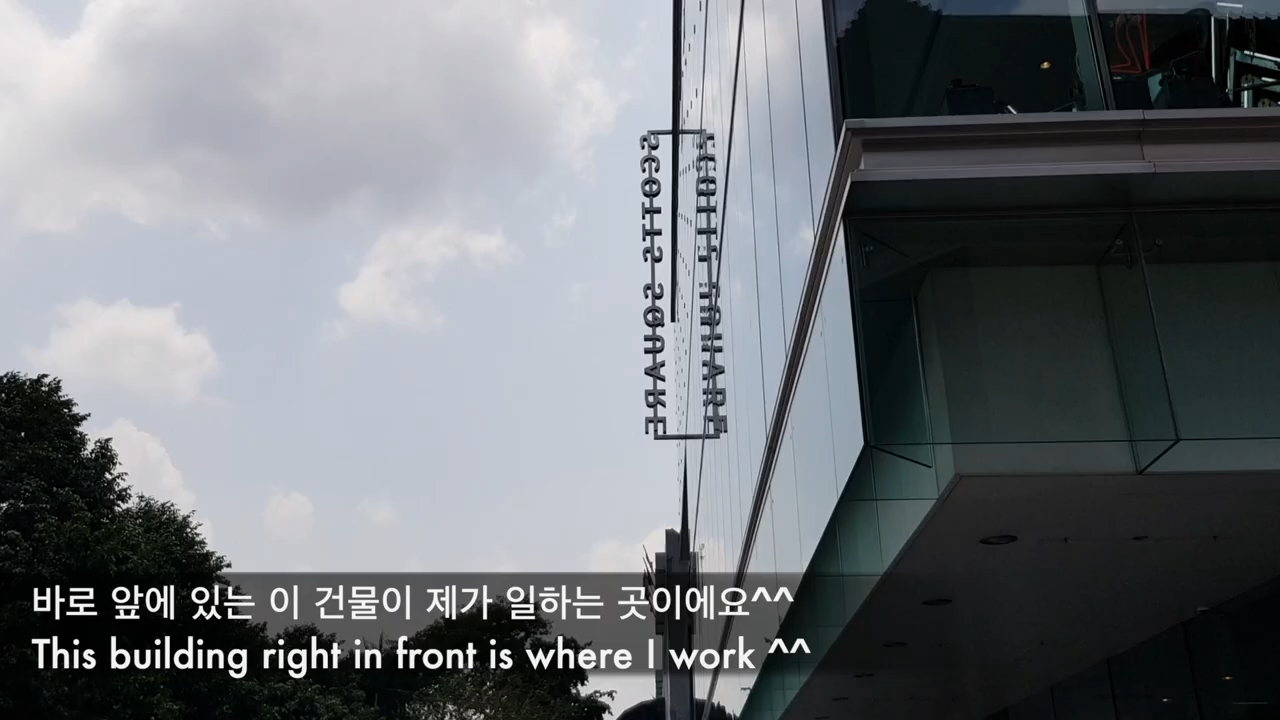 SCOTTS SQUARE
바로 앞에 있는 이 건물이 제가 일하는 곳이에요^^
This building right in front is where I work ^^